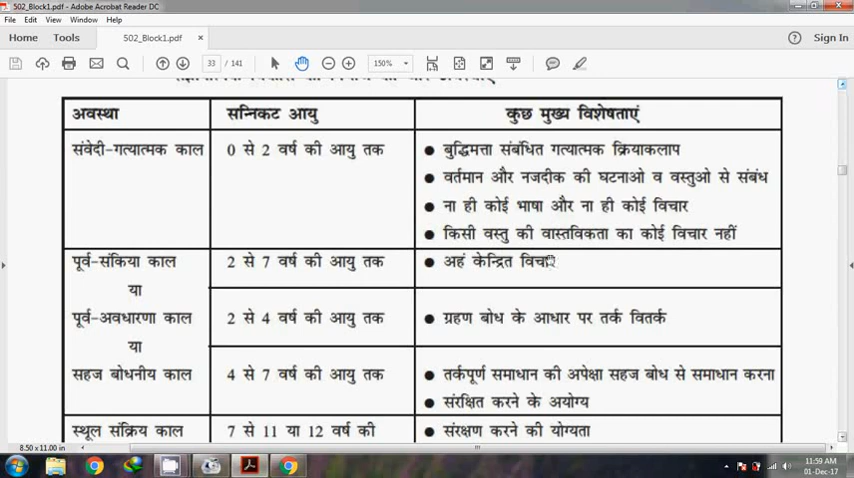 502_Block1.pdf - Adobe Acrobat Reader DC
File Edit View Window Help
Home Tools 502_Block1.pdf × Sign In
33 / 141 150%
अवस्था सन्निकट आयु कुछ मुख्य विशेषताएं
संवेदी-गत्यात्मक काल 0 से 2 वर्ष की आयु तक ● बुद्धिमत्ता संबंधित गत्यात्मक क्रियाकलाप
● वर्तमान और नजदीक की घटनाओ व वस्तुओ से संबंध
● ना ही कोई भाषा और ना ही कोई विचार
● किसी वस्तु की वास्तविकता का कोई विचार नहीं
पूर्व-संकिया काल 2 से 7 वर्ष की आयु तक ● अहं केन्द्रित विचार
या
पूर्व-अवधारणा काल 2 से 4 वर्ष की आयु तक ● ग्रहण बोध के आधार पर तर्क वितर्क
या
सहज बोधनीय काल 4 से 7 वर्ष की आयु तक ● तर्कपूर्ण समाधान की अपेक्षा सहज बोध से समाधान करना
● संरक्षित करने के अयोग्य
स्थूल संक्रिय काल 7 से 11 या 12 वर्ष की ● संरक्षण करने की योग्यता
8.50 x 11.00 in
11:59 AM
01-Dec-17